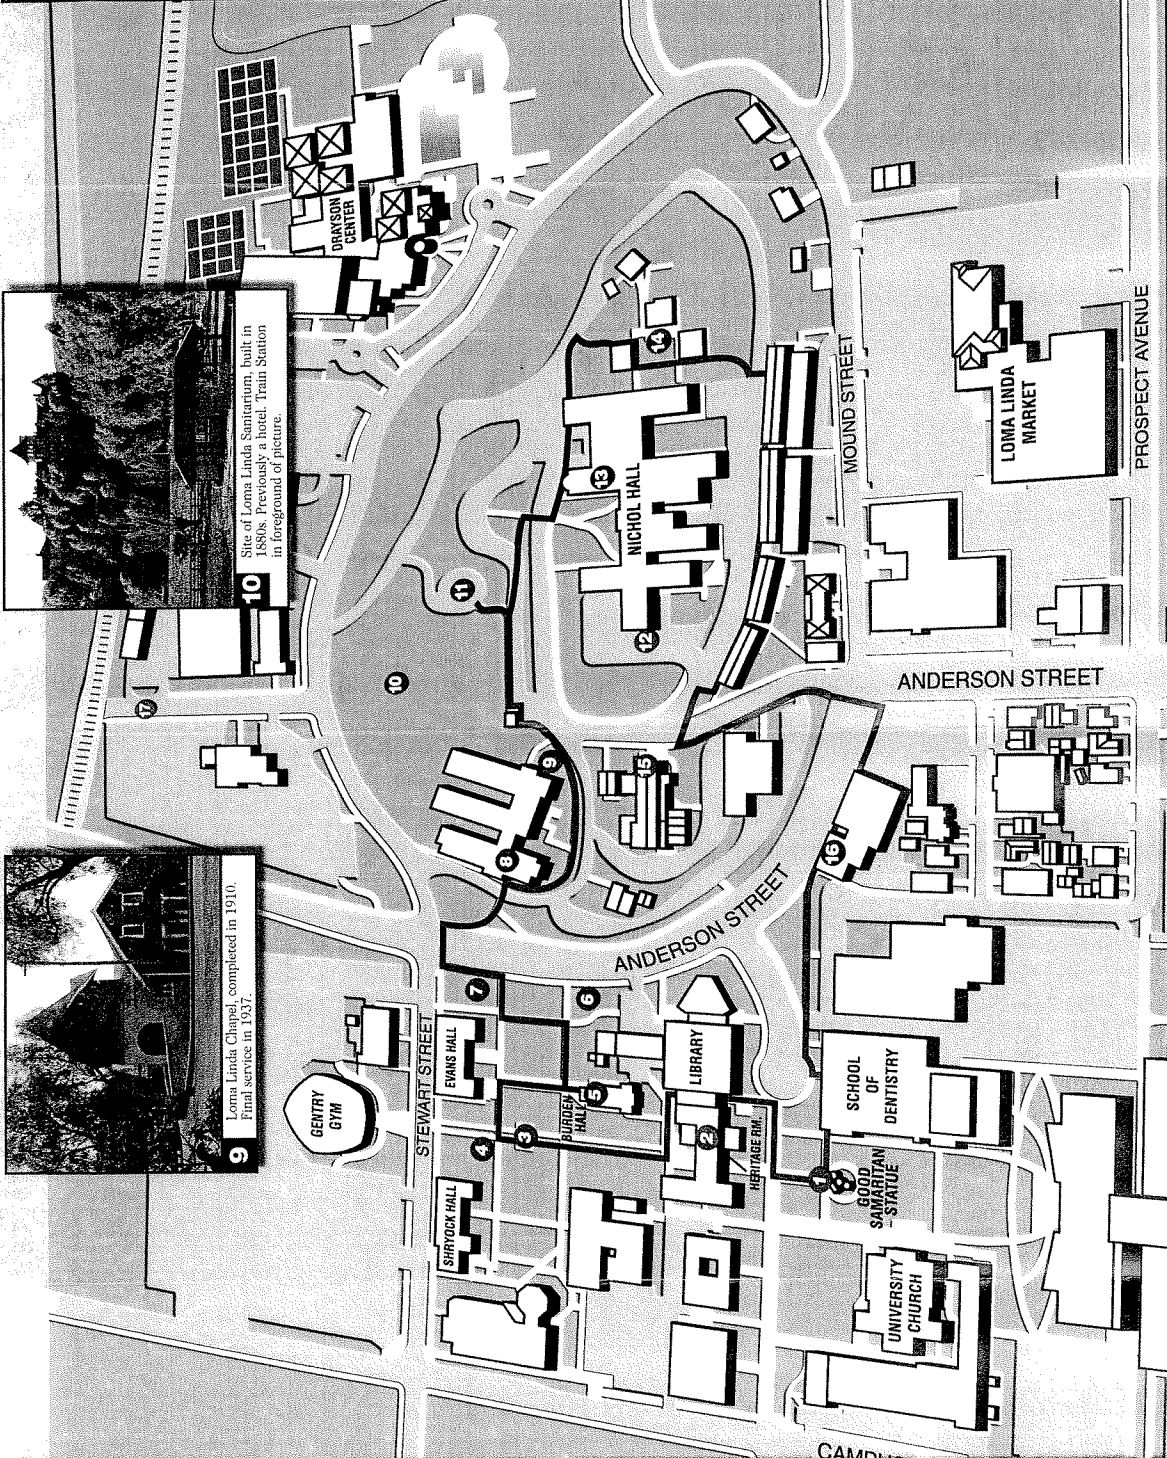 DRAYSON
CENTER
Site of Loma Linda Sanitarium, built in
1880s. Previously a hotel. Train Station
in foreground of picture.
10
Loma Linda Chapel, completed in 1910.
Final service in 1937.
9
14
13
NICHOL HALL
12
11
10
17
9
8
15
16
7
6
5
4
3
2
1
MOUND STREET
PROSPECT AVENUE
LOMA LINDA
MARKET
ANDERSON STREET
ANDERSON STREET
STEWART STREET
GENTRY
GYM
EVANS HALL
BURDEN
HALL
LIBRARY
HERITAGE RM.
SCHOOL
OF
DENTISTRY
GOOD
SAMARITAN
STATUE
SHRYOCK HALL
UNIVERSITY
CHURCH